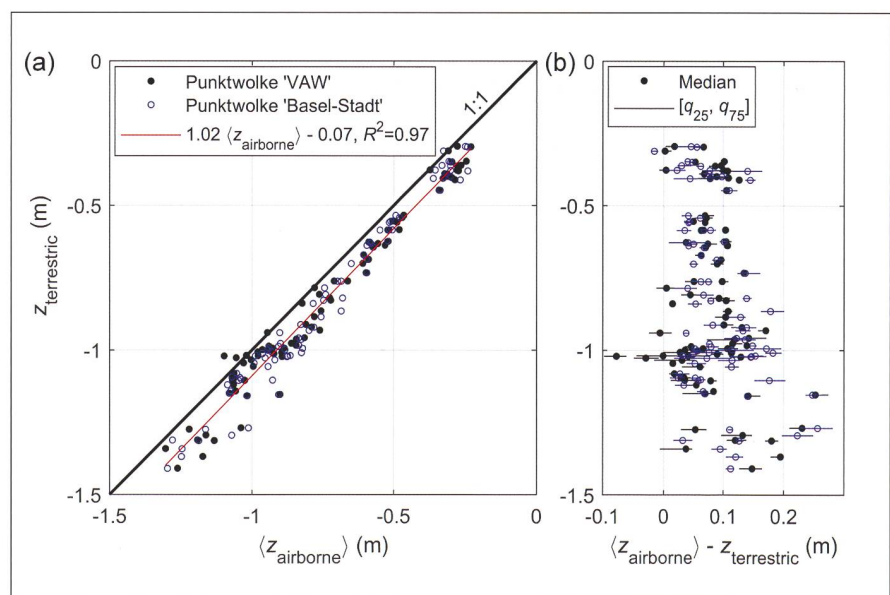 (a)
0
-0.5
-1
-1.5
z_terrestric (m)
Punktwolke 'VAW'
Punktwolke 'Basel-Stadt'
1.02 ⟨z_airborne⟩ - 0.07, R²=0.97
1:1
-1.5
-1
-0.5
0
⟨z_airborne⟩ (m)
(b)
0
-0.5
-1
-1.5
Median
[q_25, q_75]
-0.1
0
0.1
0.2
⟨z_airborne⟩ - z_terrestric (m)